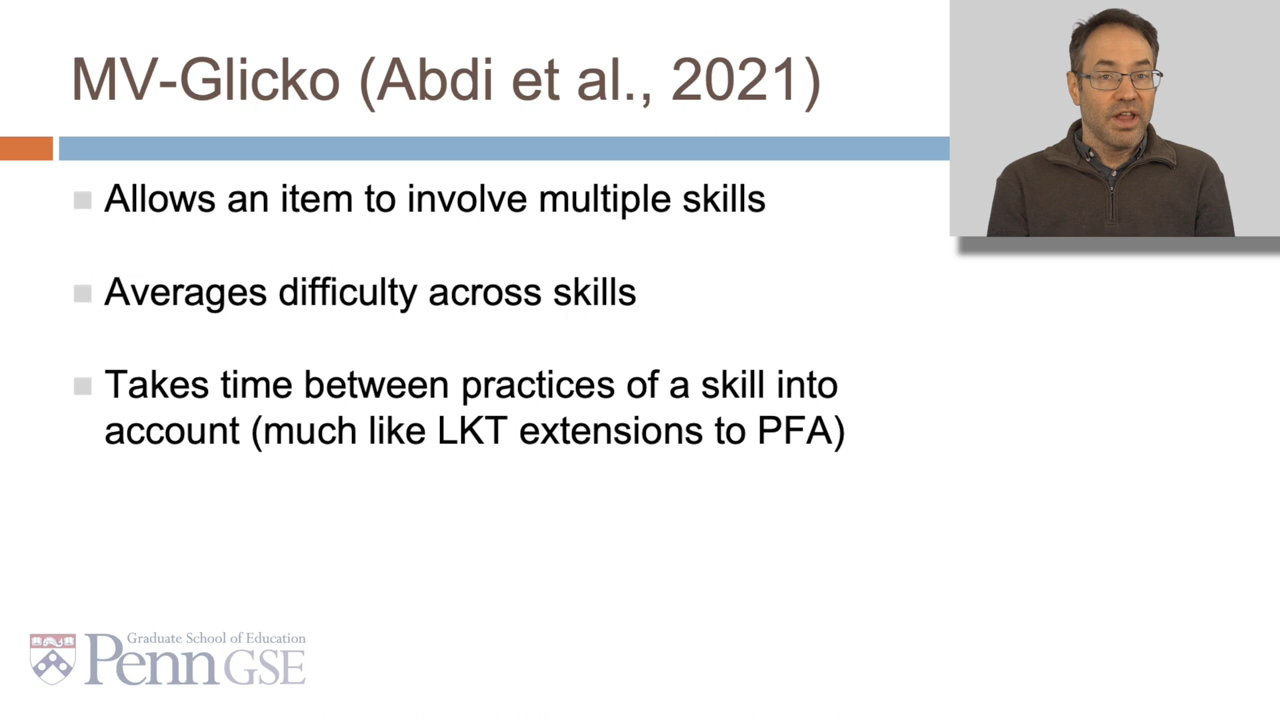 MV-Glicko (Abdi et al., 2021)
Allows an item to involve multiple skills
Averages difficulty across skills
Takes time between practices of a skill into
account (much like LKT extensions to PFA)
Graduate School of Education
Penn GSE